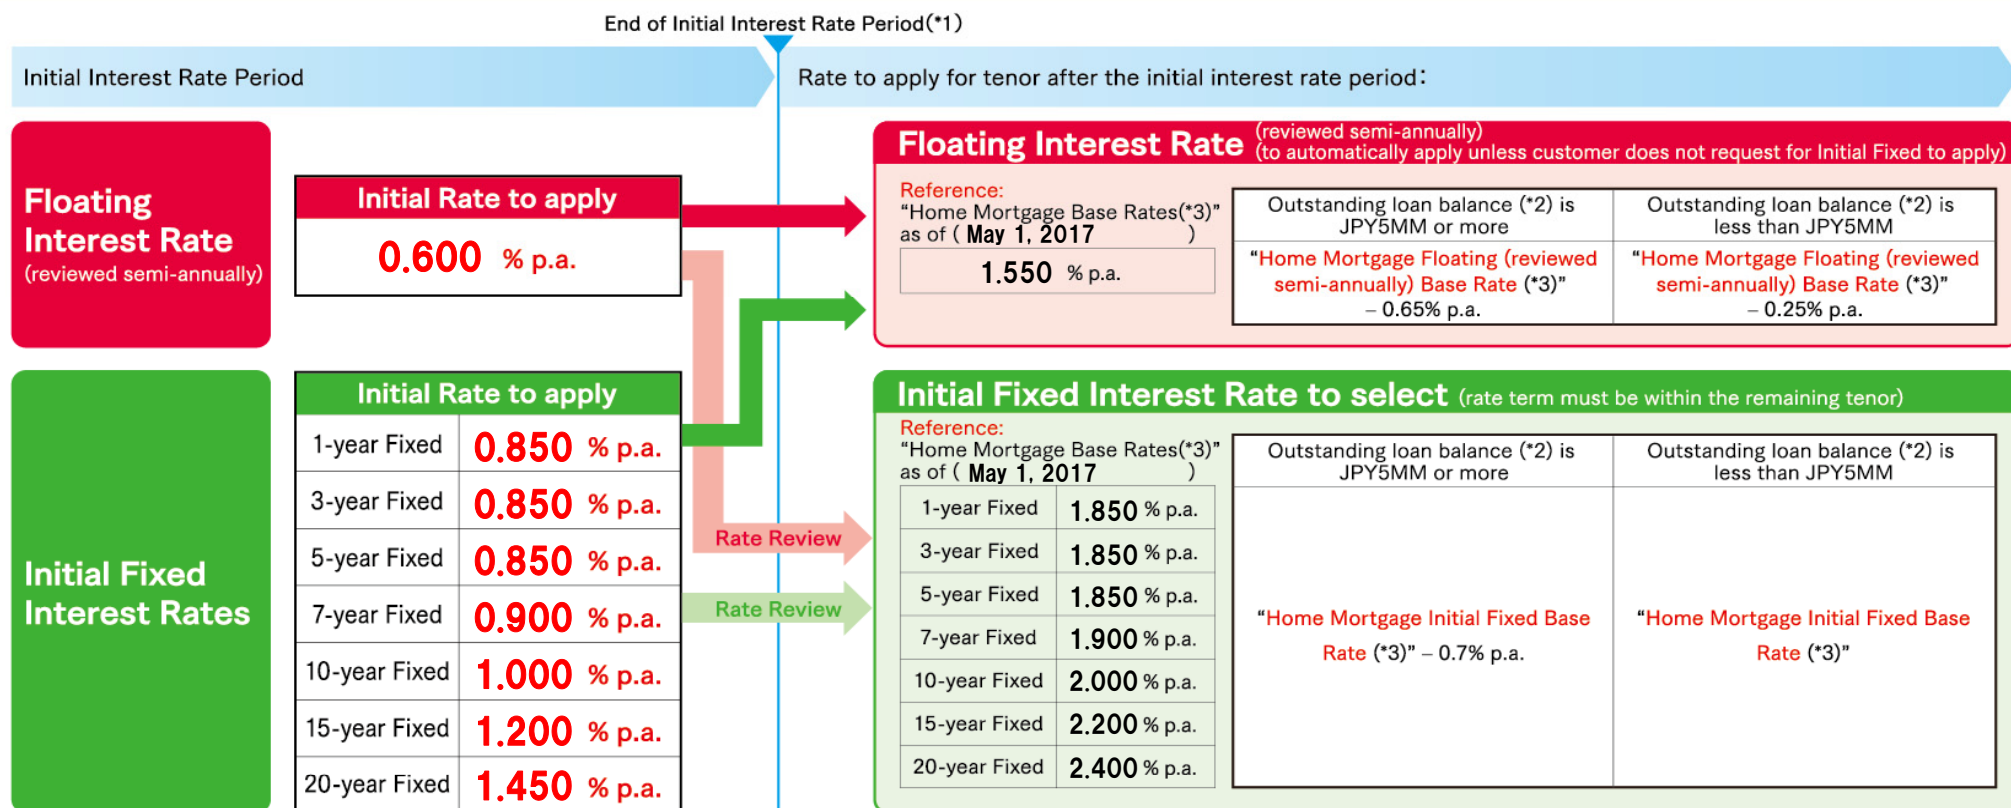 End of Initial Interest Rate Period(*1)
Initial Interest Rate Period
Rate to apply for tenor after the initial interest rate period:
Floating
Interest Rate
(reviewed semi-annually)
Initial Rate to apply
0.600 % p.a.
Floating Interest Rate (reviewed semi-annually)
(to automatically apply unless customer does not request for Initial Fixed to apply)
Reference:
"Home Mortgage Base Rates(*3)"
as of ( May 1, 2017 )
1.550 % p.a.
Outstanding loan balance (*2) is
JPY5MM or more
Outstanding loan balance (*2) is
less than JPY5MM
"Home Mortgage Floating (reviewed
semi-annually) Base Rate (*3)"
– 0.65% p.a.
"Home Mortgage Floating (reviewed
semi-annually) Base Rate (*3)"
– 0.25% p.a.
Initial Fixed
Interest Rates
Initial Rate to apply
1-year Fixed 0.850 % p.a.
3-year Fixed 0.850 % p.a.
5-year Fixed 0.850 % p.a.
7-year Fixed 0.900 % p.a.
10-year Fixed 1.000 % p.a.
15-year Fixed 1.200 % p.a.
20-year Fixed 1.450 % p.a.
Rate Review
Rate Review
Initial Fixed Interest Rate to select (rate term must be within the remaining tenor)
Reference:
"Home Mortgage Base Rates(*3)"
as of ( May 1, 2017 )
1-year Fixed 1.850 % p.a.
3-year Fixed 1.850 % p.a.
5-year Fixed 1.850 % p.a.
7-year Fixed 1.900 % p.a.
10-year Fixed 2.000 % p.a.
15-year Fixed 2.200 % p.a.
20-year Fixed 2.400 % p.a.
Outstanding loan balance (*2) is
JPY5MM or more
Outstanding loan balance (*2) is
less than JPY5MM
"Home Mortgage Initial Fixed Base
Rate (*3)" – 0.7% p.a.
"Home Mortgage Initial Fixed Base
Rate (*3)"